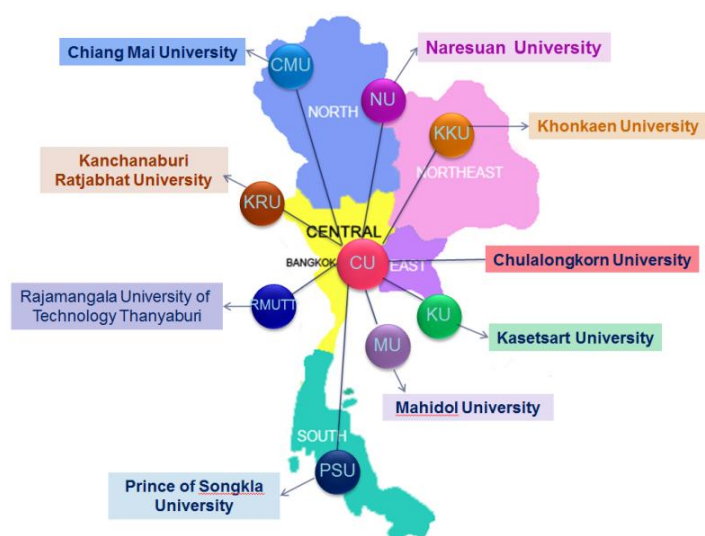 Chiang Mai University
CMU
Naresuan University
NU
NORTH
KKU
Khonkaen University
NORTHEAST
Kanchanaburi
Ratjabhat University
KRU
CENTRAL
BANGKOK
CU
EAST
Chulalongkorn University
Rajamangala University of
Technology Thanyaburi
RMUTT
KU
Kasetsart University
MU
Mahidol University
SOUTH
PSU
Prince of Songkla
University